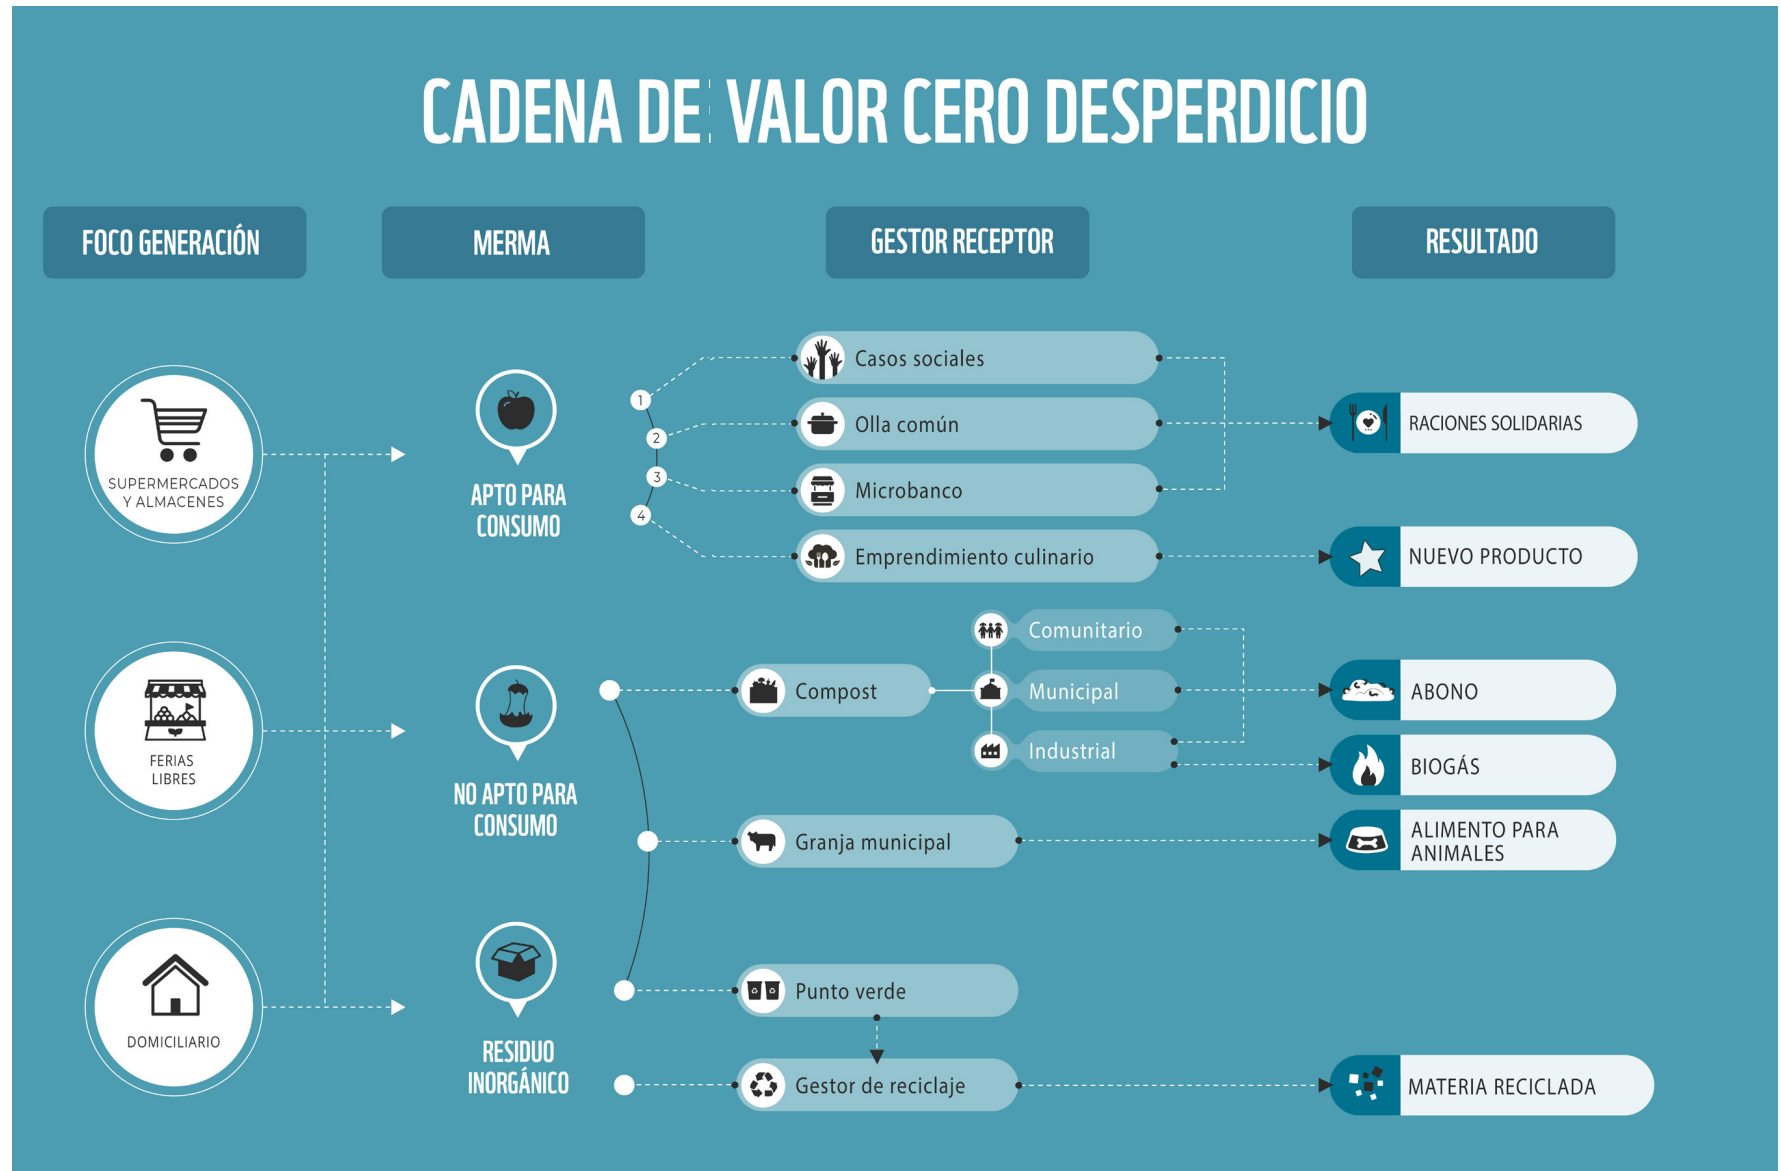 CADENA DE VALOR CERO DESPERDICIO
FOCO GENERACIÓN
MERMA
GESTOR RECEPTOR
RESULTADO
SUPERMERCADOS
Y ALMACENES
FERIAS
LIBRES
DOMICILIARIO
APTO PARA
CONSUMO
NO APTO PARA
CONSUMO
RESIDUO
INORGÁNICO
1
2
3
4
Casos sociales
Olla común
Microbanco
Emprendimiento culinario
Compost
Comunitario
Municipal
Industrial
Granja municipal
Punto verde
Gestor de reciclaje
RACIONES SOLIDARIAS
NUEVO PRODUCTO
ABONO
BIOGÁS
ALIMENTO PARA
ANIMALES
MATERIA RECICLADA